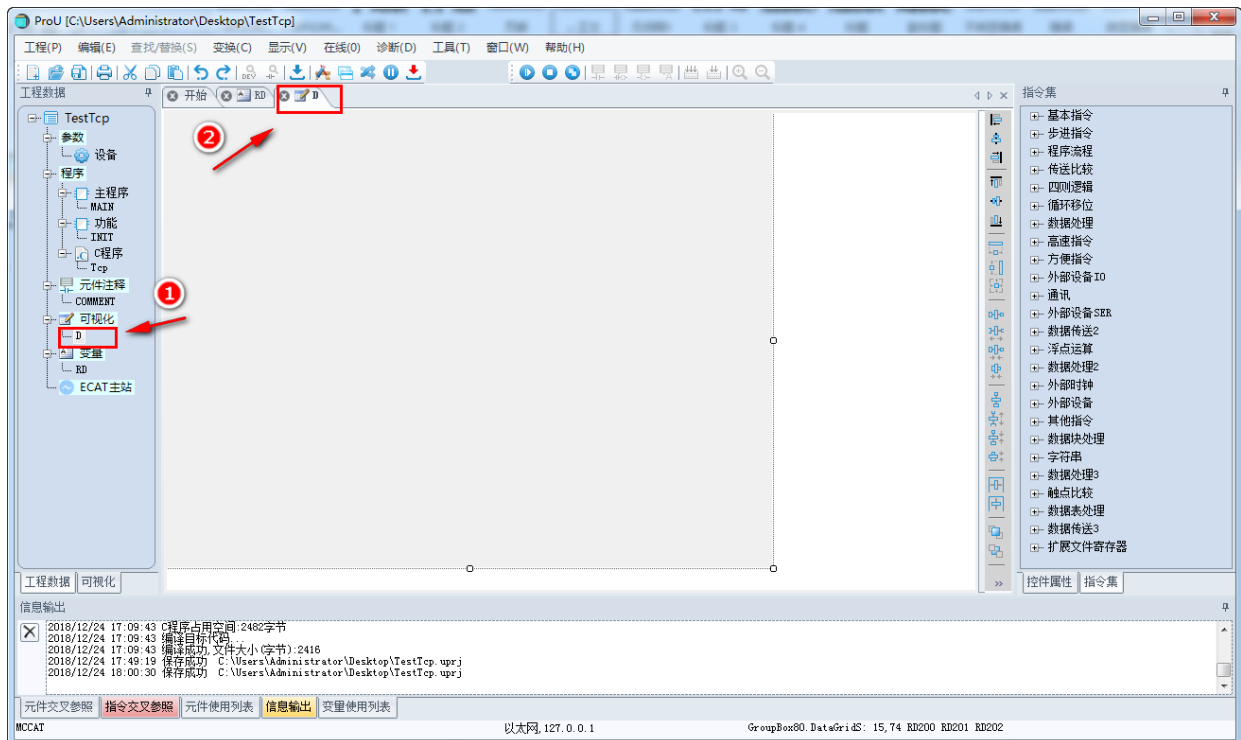 ProU [C:\Users\Administrator\Desktop\TestTcp]
工程(P) 编辑(E) 查找/替换(S) 变换(C) 显示(V) 在线(O) 诊断(D) 工具(T) 窗口(W) 帮助(H)
工程数据
开始 RD D
指令集
TestTcp
参数
设备
程序
主程序
MAIN
功能
INIT
C程序
Tcp
元件注释
COMMENT
可视化
D
变量
RD
ECAT主站
1
2
基本指令
步进指令
程序流程
传送比较
四则逻辑
循环移位
数据处理
高速指令
方便指令
外部设备IO
通讯
外部设备SER
数据传送2
浮点运算
数据处理2
外部时钟
外部设备
其他指令
数据块处理
字符串
数据处理3
触点比较
数据表处理
数据传送3
扩展文件寄存器
工程数据 可视化
控件属性 指令集
信息输出
2018/12/24 17:09:43 C程序占用空间:2482字节
2018/12/24 17:09:43 编译目标代码...
2018/12/24 17:09:43 编译成功,文件大小(字节):2416
2018/12/24 17:49:19 保存成功 C:\Users\Administrator\Desktop\TestTcp.uprj
2018/12/24 18:00:30 保存成功 C:\Users\Administrator\Desktop\TestTcp.uprj
元件交叉参照 指令交叉参照 元件使用列表 信息输出 变量使用列表
MCCAT 以太网,127.0.0.1 GroupBox80.DataGridS: 15,74 RD200 RD201 RD202